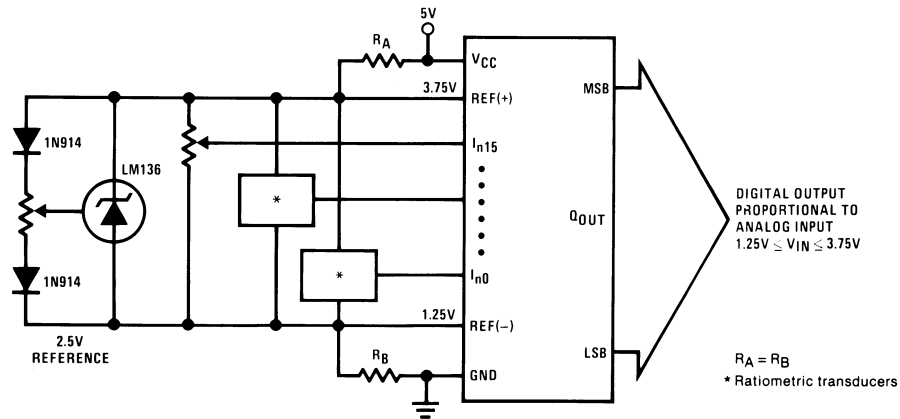 5V
RA
VCC
3.75V
REF(+)
MSB
1N914
In15
LM136
*
DIGITAL OUTPUT
PROPORTIONAL TO
ANALOG INPUT
1.25V ≤ VIN ≤ 3.75V
QOUT
*
1N914
In0
1.25V
REF(−)
2.5V
REFERENCE
RB
LSB
GND
RA = RB
* Ratiometric transducers